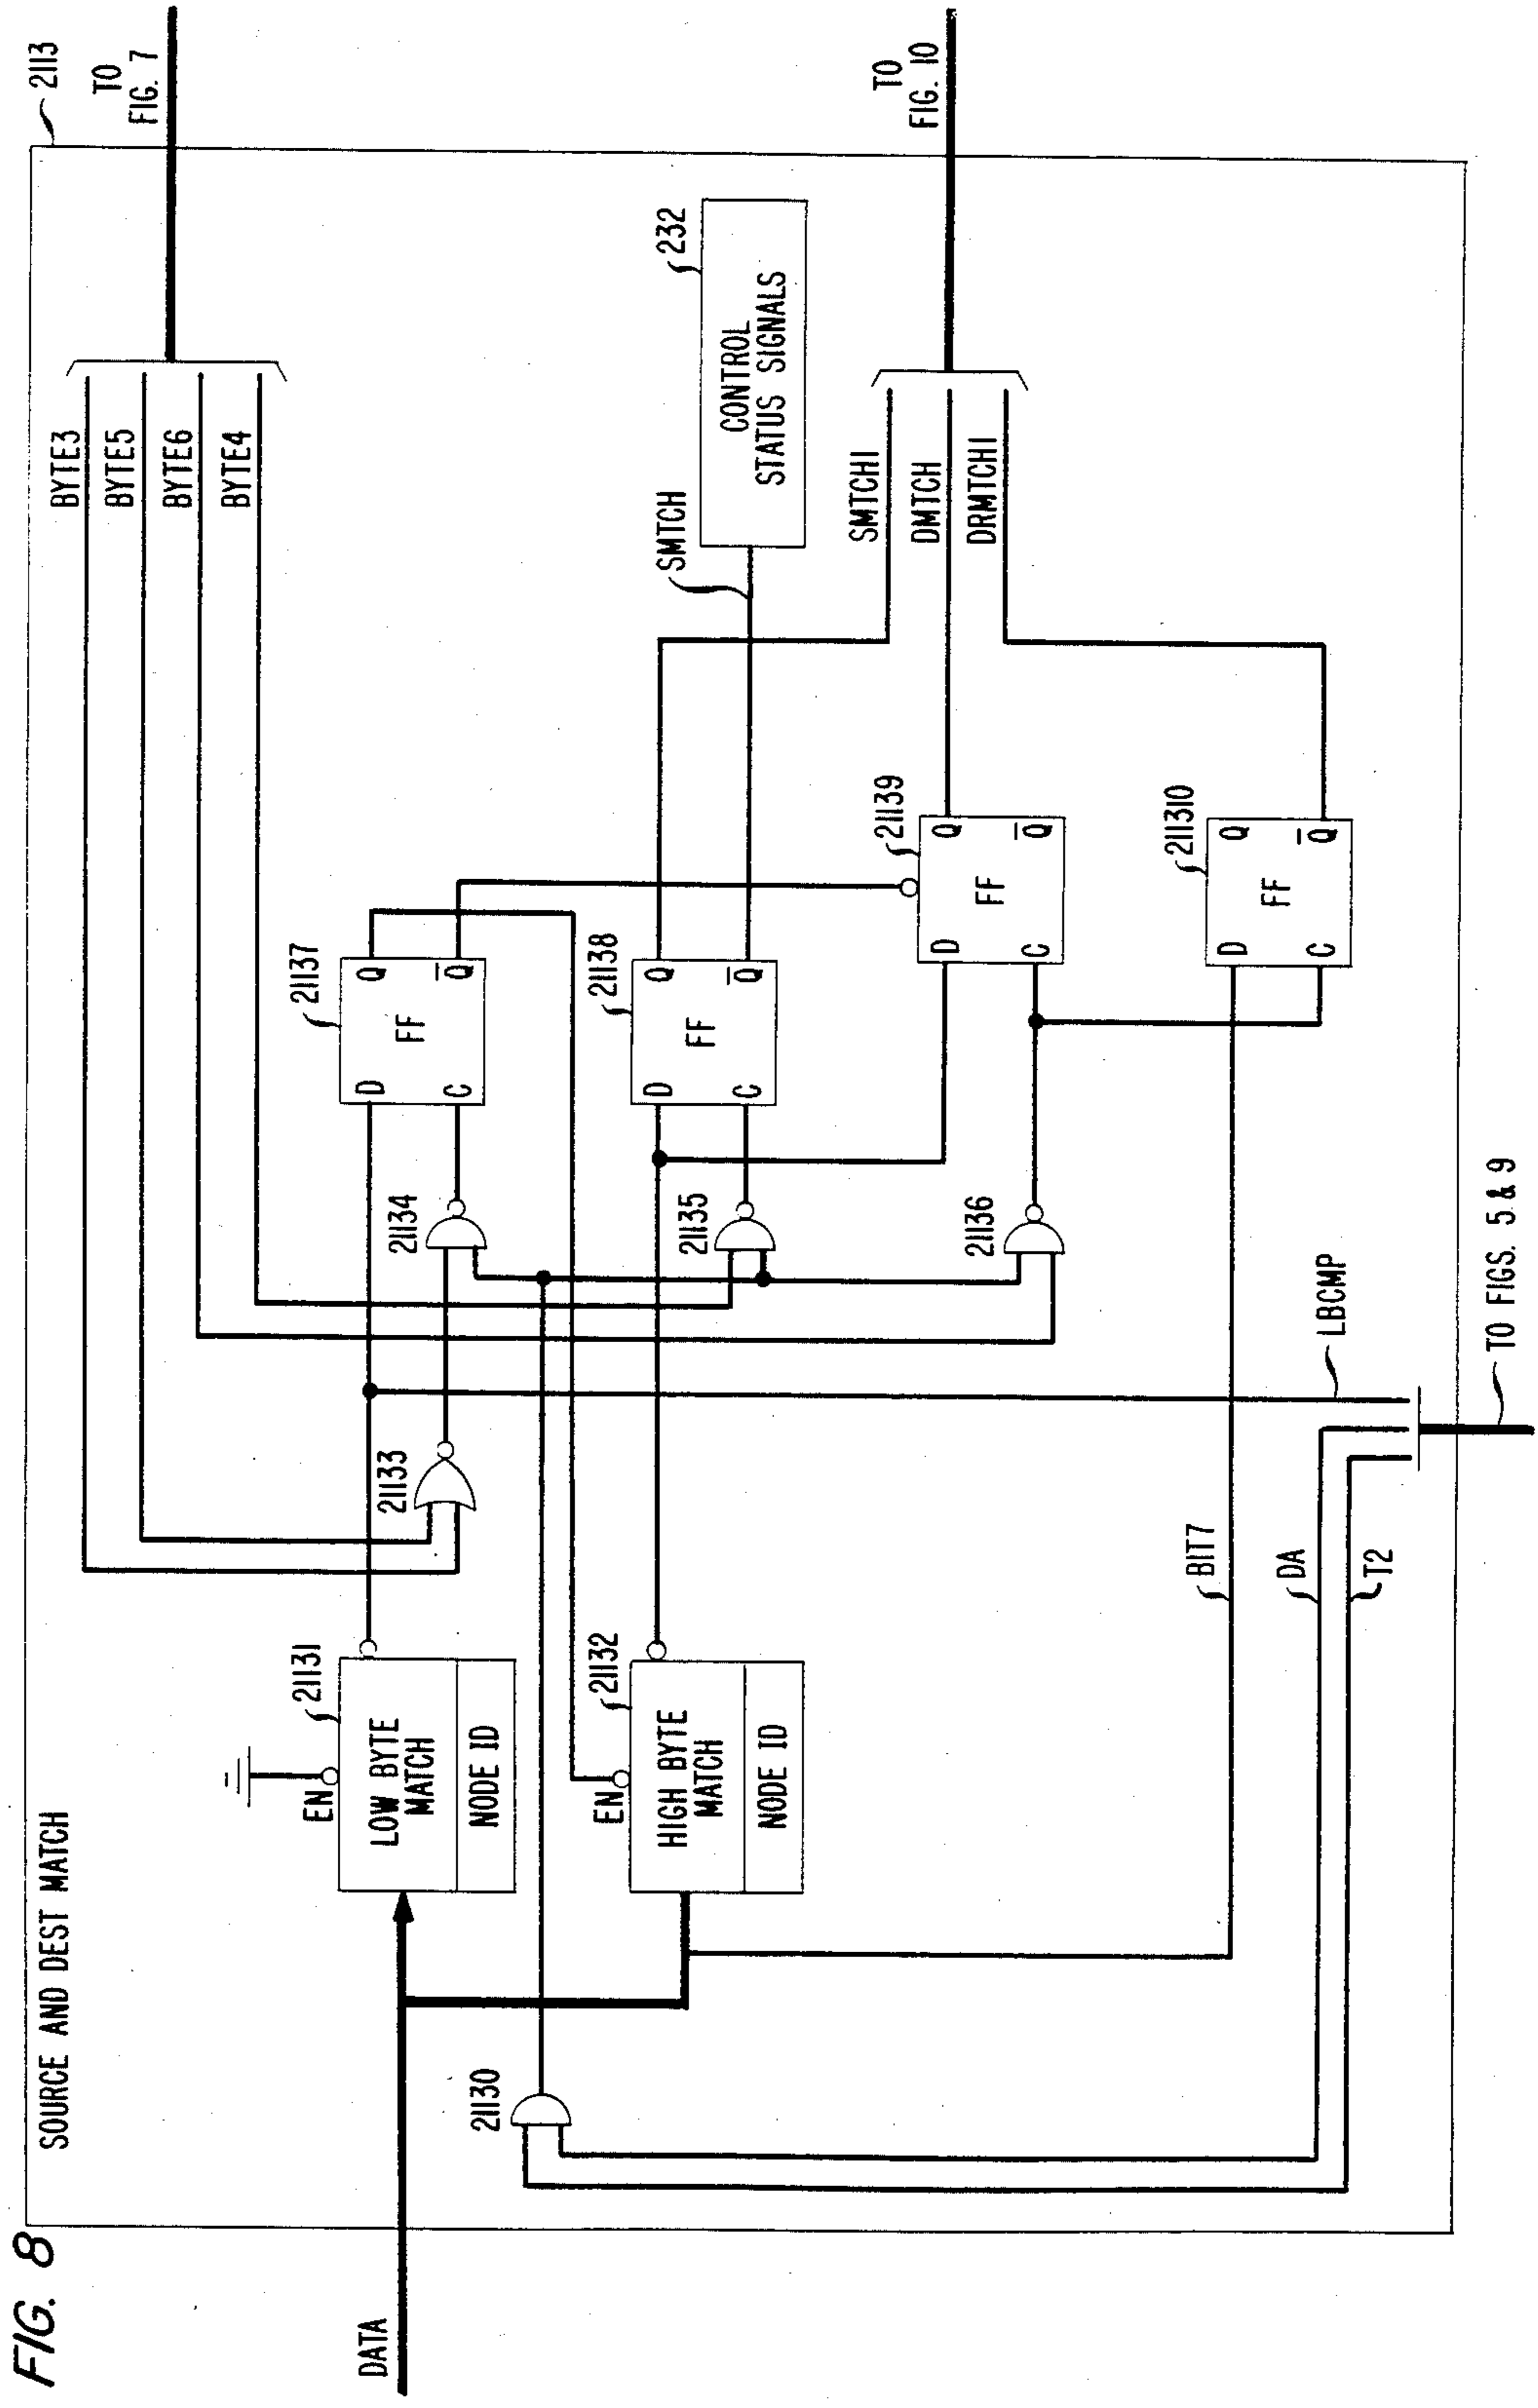 FIG. 8
SOURCE AND DEST MATCH
2113
TO
FIG. 7
BYTE3
BYTE5
BYTE6
BYTE4
DATA
EN
21131
LOW BYTE
MATCH
NODE ID
21133
21134
21137
D
Q
C
Q̅
FF
EN
21132
HIGH BYTE
MATCH
NODE ID
21130
21135
21138
D
Q
C
Q̅
FF
SMTCH
232
CONTROL
STATUS SIGNALS
21136
21139
D
Q
C
Q̅
FF
SMTCH1
DMTCH
DRMTCH1
TO
FIG. 10
211310
D
Q
C
Q̅
FF
BIT7
DA
T2
LBCMP
TO FIGS. 5 & 9